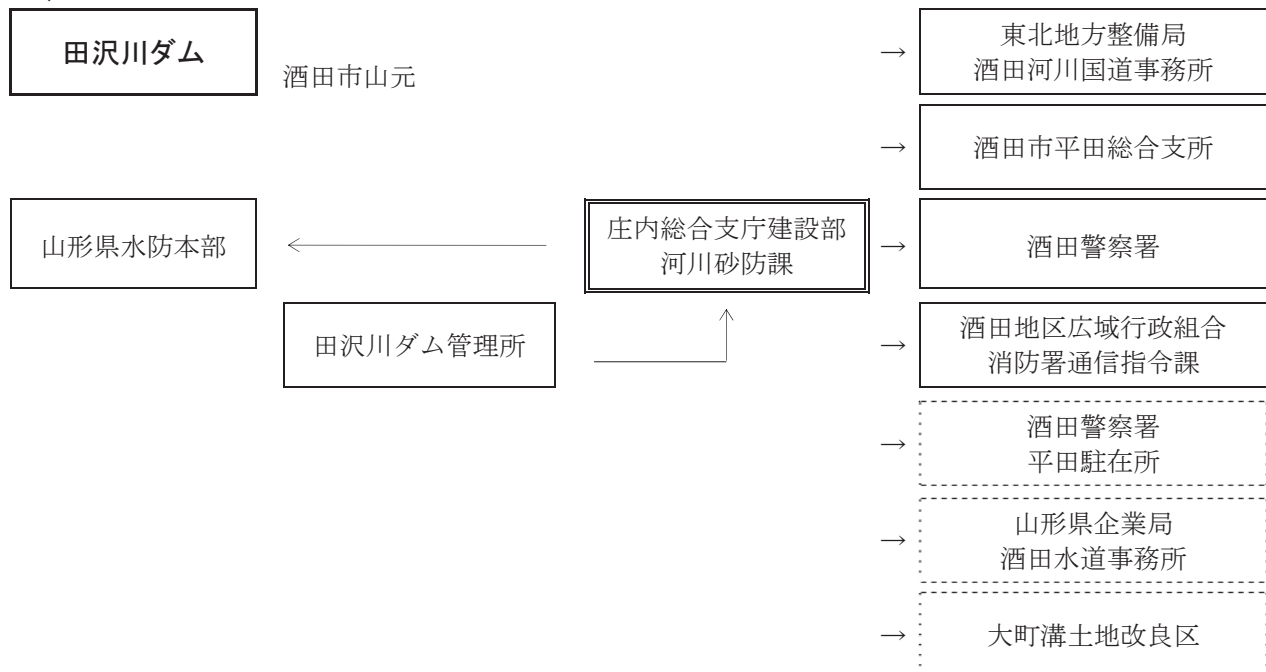 田沢川ダム
酒田市山元
→
東北地方整備局
酒田河川国道事務所
→
酒田市平田総合支所
山形県水防本部
庄内総合支庁建設部
河川砂防課
→
酒田警察署
田沢川ダム管理所
→
酒田地区広域行政組合
消防署通信指令課
→
酒田警察署
平田駐在所
→
山形県企業局
酒田水道事務所
→
大町溝土地改良区